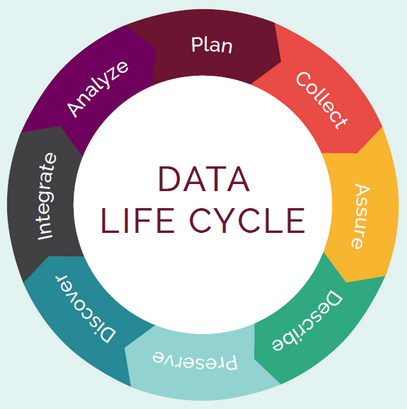 Plan
Collect
Assure
Describe
Preserve
Discover
Integrate
Analyze
DATA
LIFE CYCLE